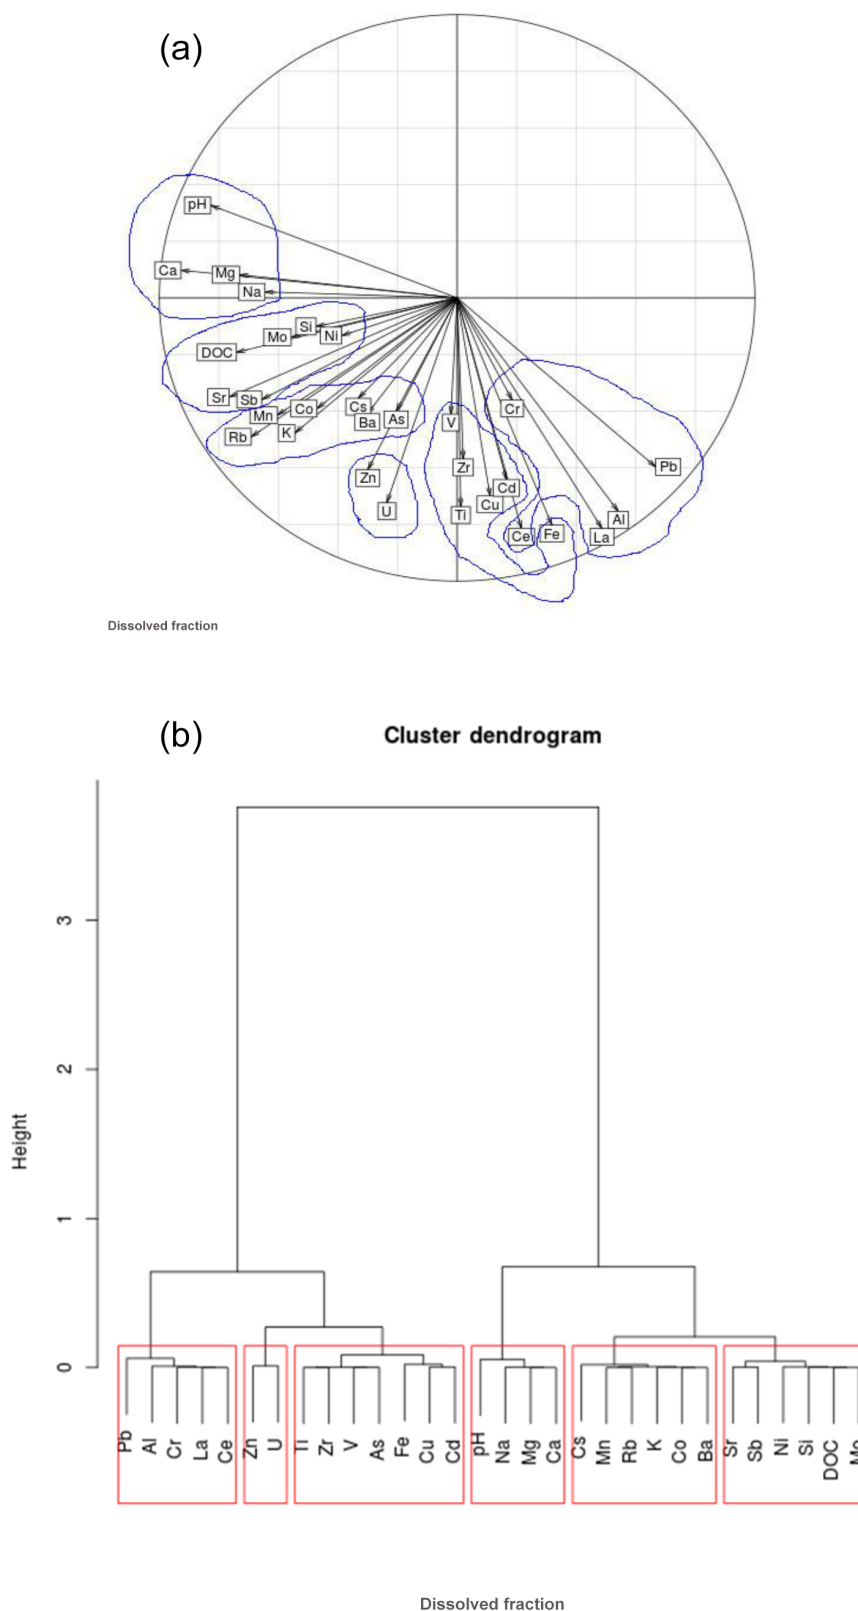 (a)
pH
Ca
Mg
Na
Si
Mo
Ni
DOC
Sr
Sb
Mn
Co
Cs
Ba
As
Rb
K
Zn
U
V
Cr
Zr
Pb
Cd
Cu
Ti
Al
Ce
Fe
La
Dissolved fraction
(b)
Cluster dendrogram
Height
3
2
1
0
Pb Al Cr La Ce Zn U Ti Zr V As Fe Cu Cd pH Na Mg Ca Cs Mn Rb K Co Ba Sr Sb Ni Si DOC Mo
Dissolved fraction